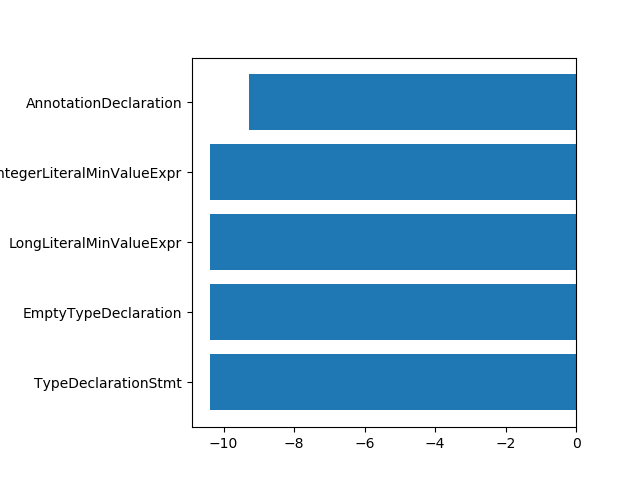 AnnotationDeclaration
ntegerLiteralMinValueExpr
LongLiteralMinValueExpr
EmptyTypeDeclaration
TypeDeclarationStmt
−10 −8 −6 −4 −2 0